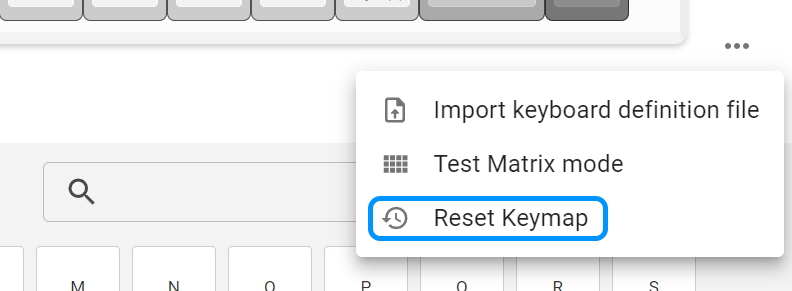 Import keyboard definition file
Test Matrix mode
Reset Keymap
M N O P Q R S